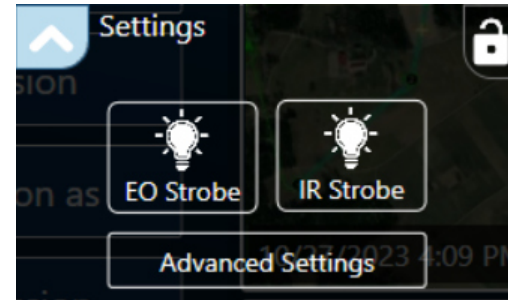 Settings
sion
EO Strobe
IR Strobe
on as
Advanced Settings
10/27/2023 4:09 PM